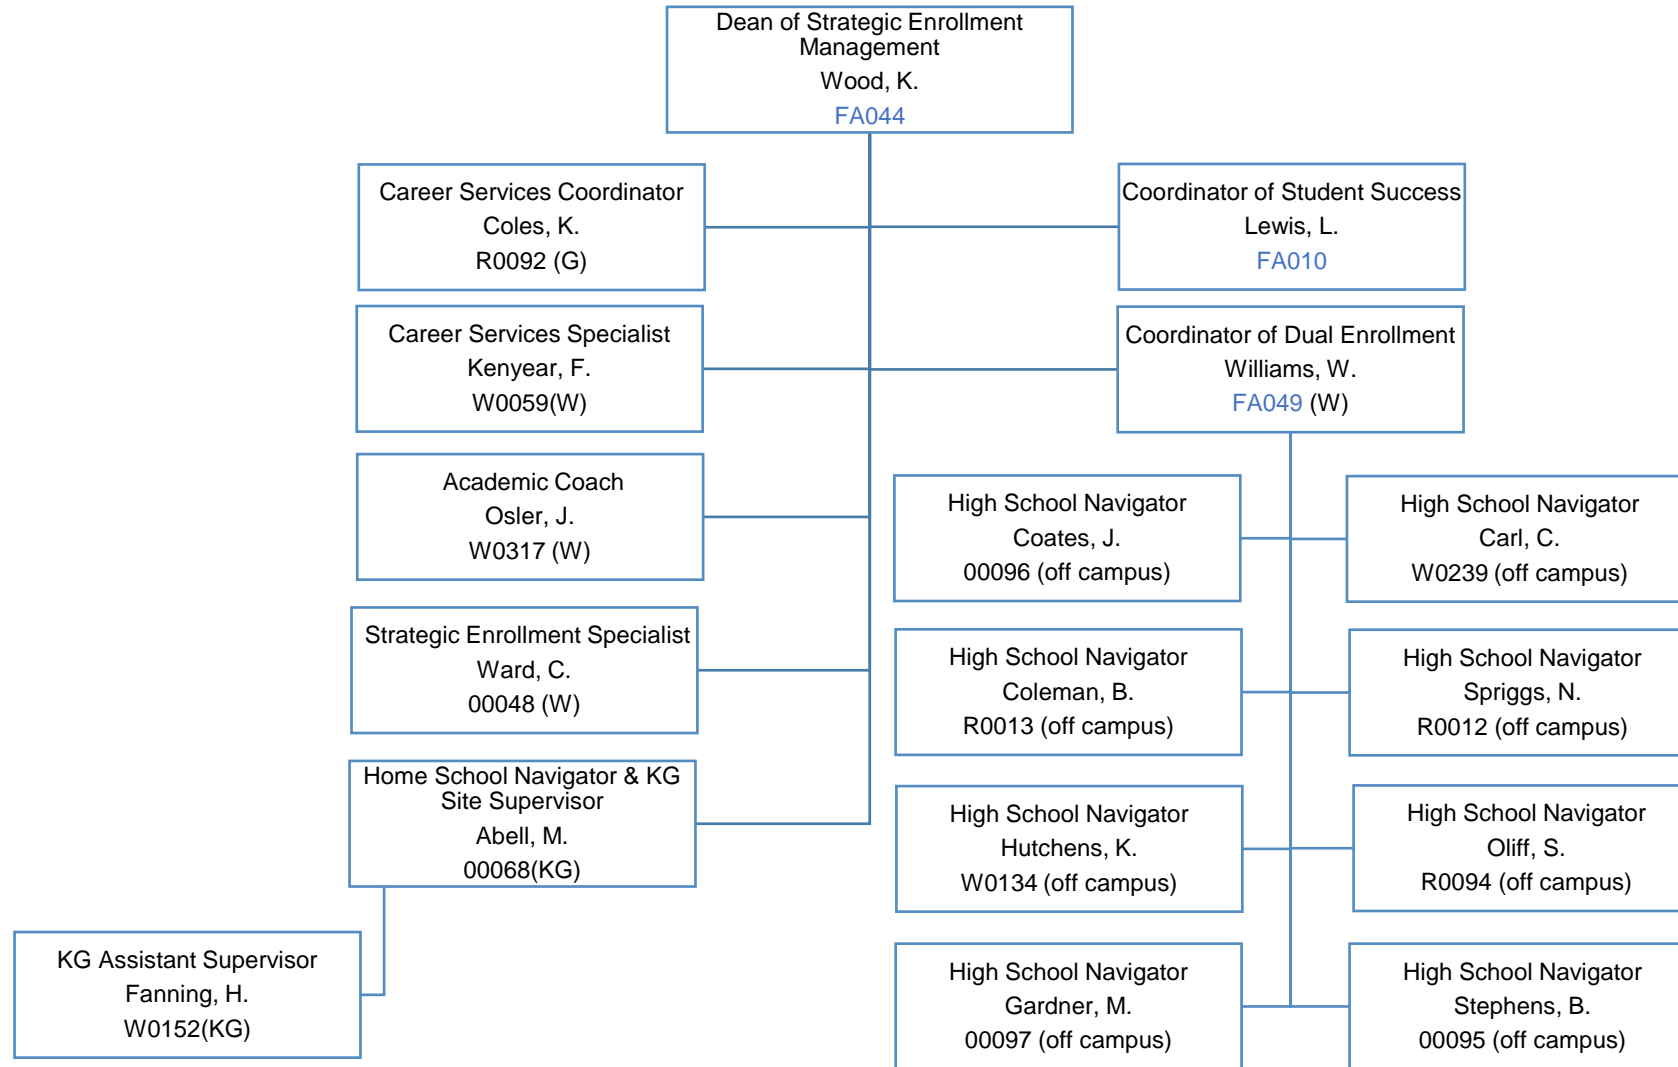 Dean of Strategic Enrollment
Management
Wood, K.
FA044
Career Services Coordinator
Coles, K.
R0092 (G)
Coordinator of Student Success
Lewis, L.
FA010
Career Services Specialist
Kenyear, F.
W0059(W)
Coordinator of Dual Enrollment
Williams, W.
FA049 (W)
Academic Coach
Osler, J.
W0317 (W)
High School Navigator
Coates, J.
00096 (off campus)
High School Navigator
Carl, C.
W0239 (off campus)
Strategic Enrollment Specialist
Ward, C.
00048 (W)
High School Navigator
Coleman, B.
R0013 (off campus)
High School Navigator
Spriggs, N.
R0012 (off campus)
Home School Navigator & KG
Site Supervisor
Abell, M.
00068(KG)
High School Navigator
Hutchens, K.
W0134 (off campus)
High School Navigator
Oliff, S.
R0094 (off campus)
KG Assistant Supervisor
Fanning, H.
W0152(KG)
High School Navigator
Gardner, M.
00097 (off campus)
High School Navigator
Stephens, B.
00095 (off campus)